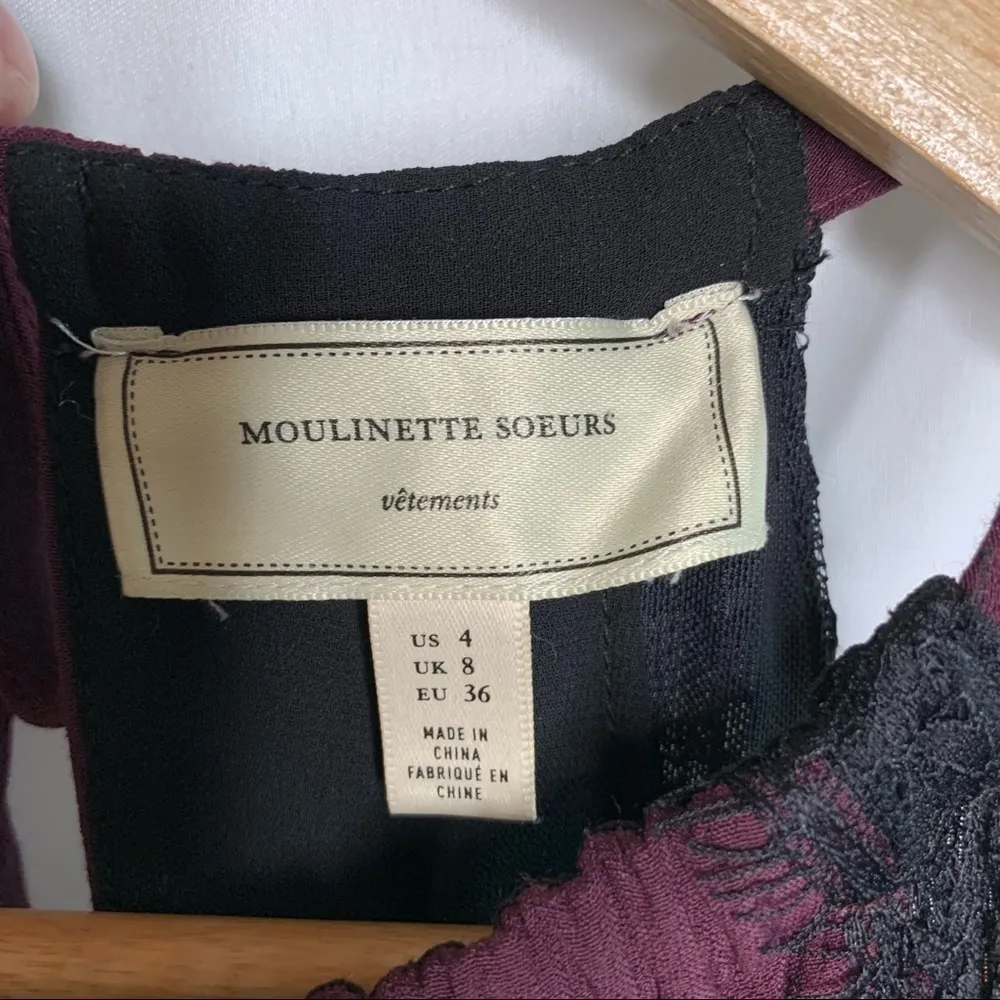 MOULINETTE SOEURS
vêtements
US 4
UK 8
EU 36
MADE IN
CHINA
FABRIQUÉ EN
CHINE